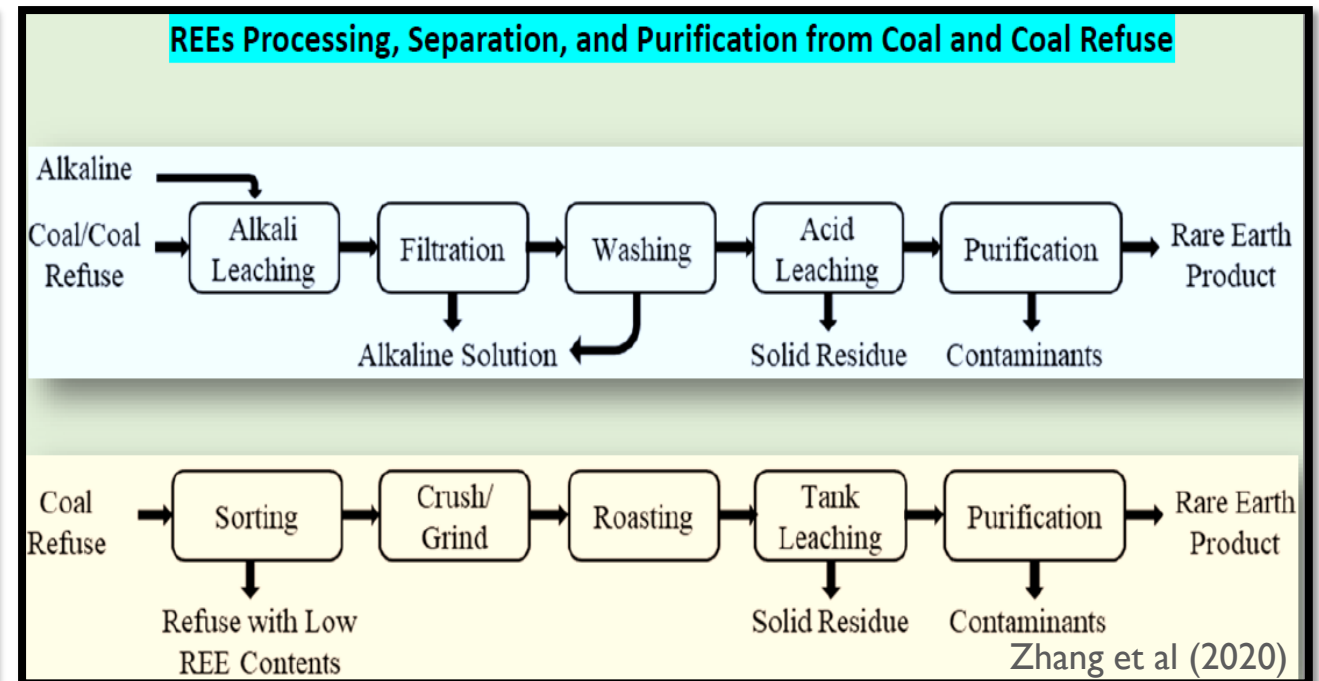 REEs Processing, Separation, and Purification from Coal and Coal Refuse
Alkaline
Coal/Coal
Refuse
Alkali
Leaching
Filtration
Washing
Acid
Leaching
Purification
Rare Earth
Product
Alkaline Solution
Solid Residue
Contaminants
Coal
Refuse
Sorting
Crush/
Grind
Roasting
Tank
Leaching
Purification
Rare Earth
Product
Refuse with Low
REE Contents
Solid Residue
Contaminants
Zhang et al (2020)